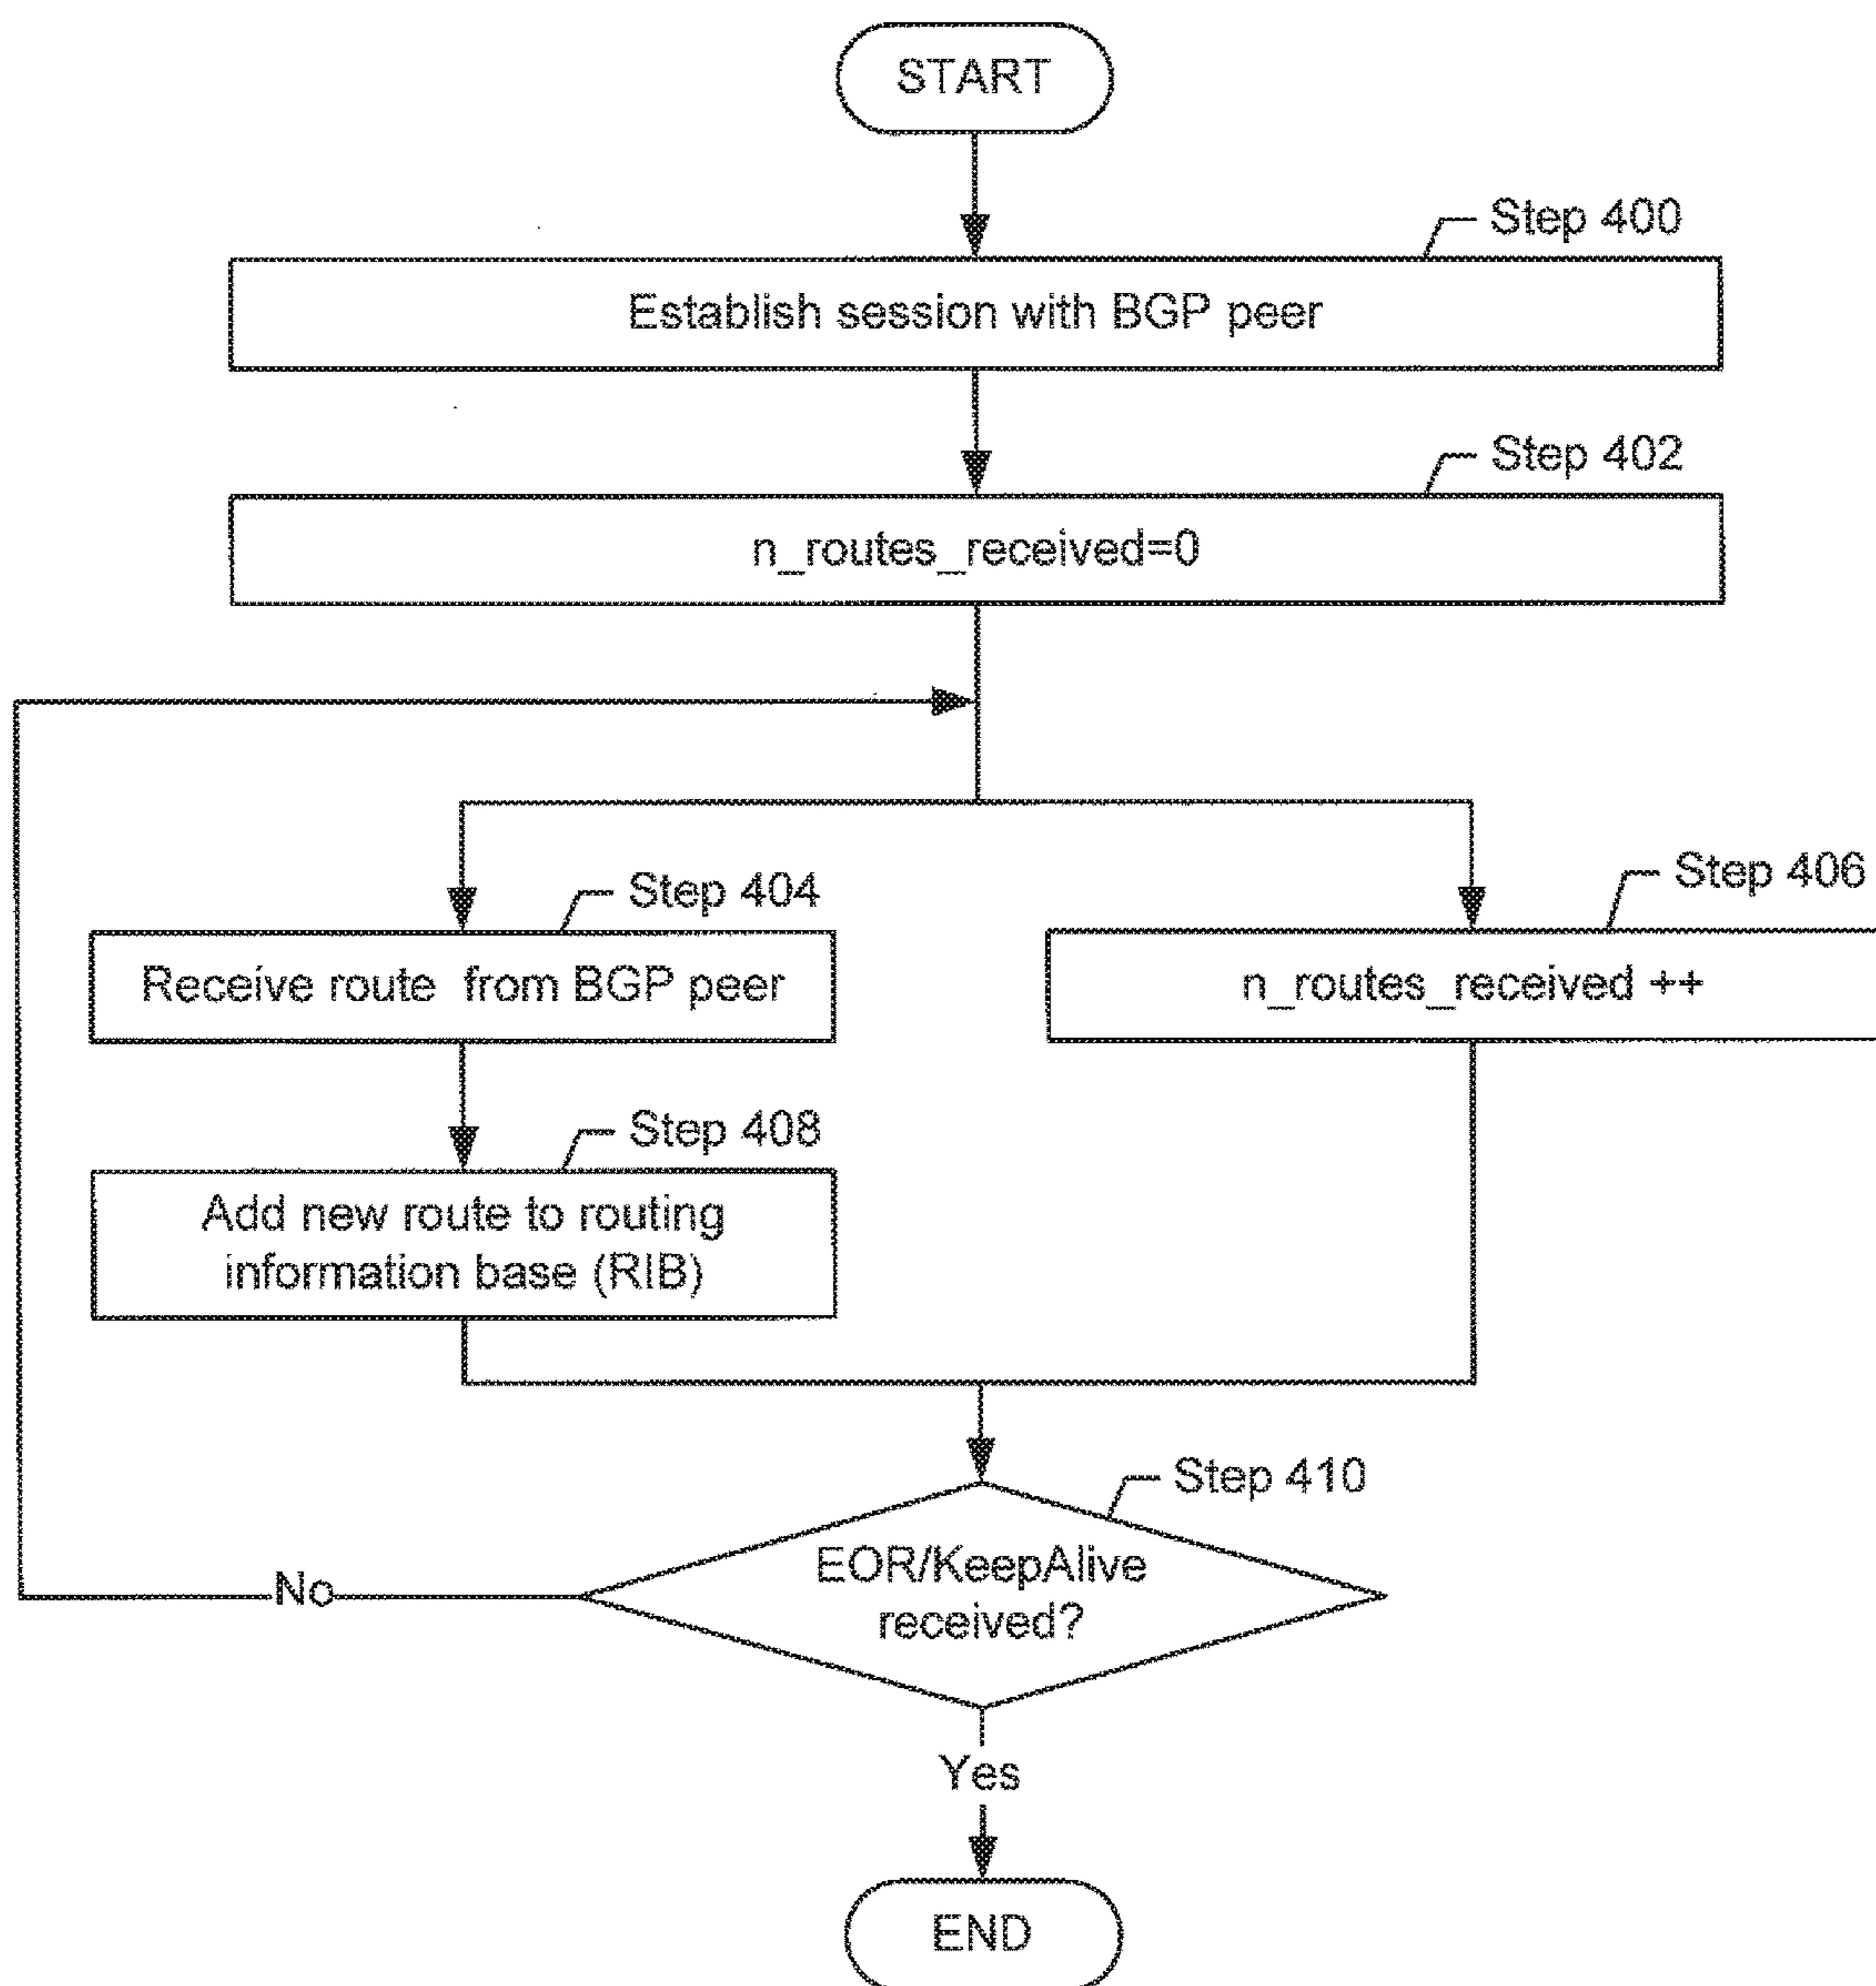 START
Step 400
Establish session with BGP peer
Step 402
n_routes_received=0
Step 404
Step 406
Receive route from BGP peer
n_routes_received ++
Step 408
Add new route to routing
information base (RIB)
Step 410
EOR/KeepAlive
received?
No
Yes
END